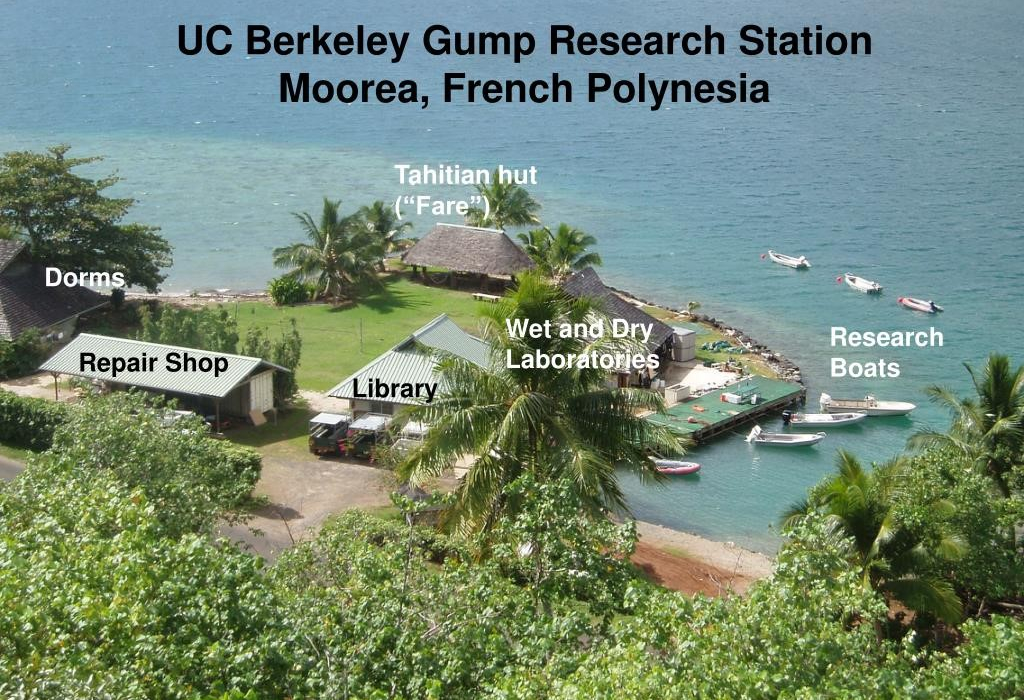 UC Berkeley Gump Research Station
Moorea, French Polynesia
Tahitian hut
(“Fare”)
Dorms
Wet and Dry
Laboratories
Research
Boats
Repair Shop
Library